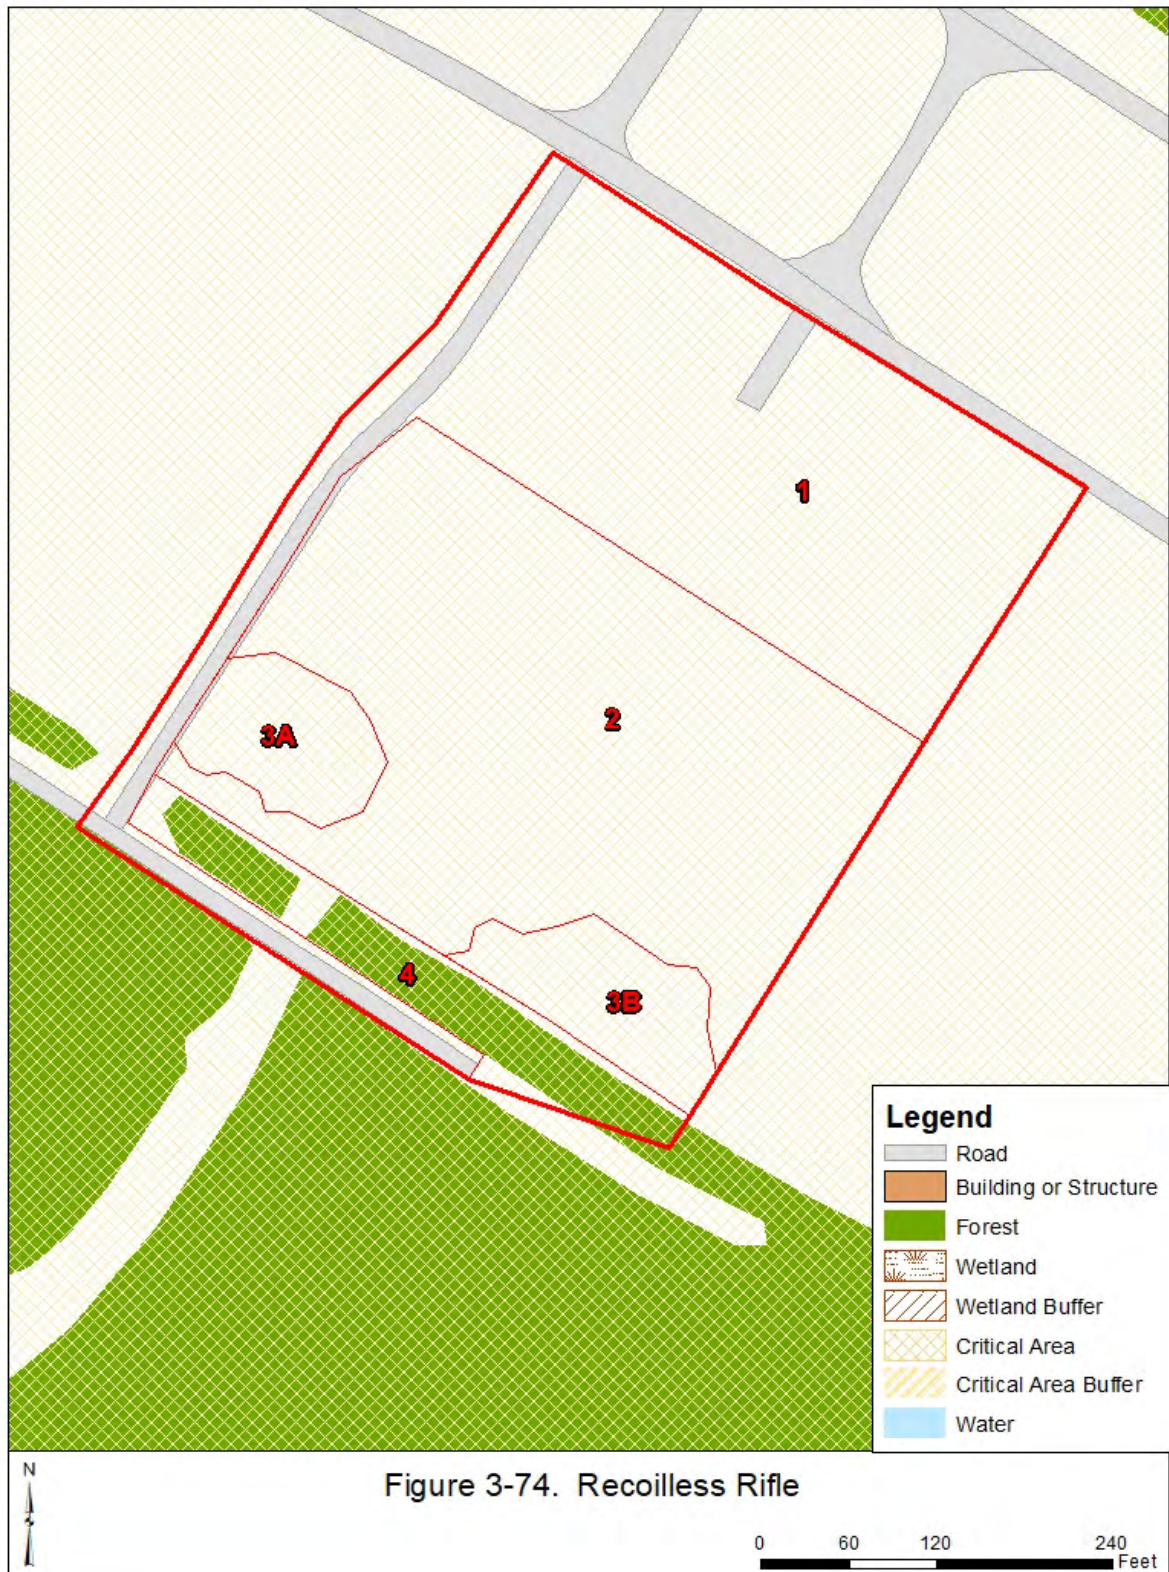 1
2
3A
3B
4
Legend
Road
Building or Structure
Forest
Wetland
Wetland Buffer
Critical Area
Critical Area Buffer
Water
N
Figure 3-74. Recoilless Rifle
0 60 120 240
Feet